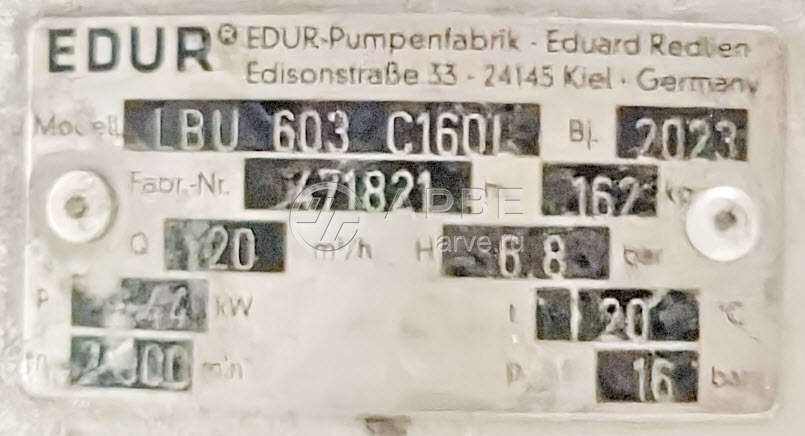 EDUR® EDUR-Pumpenfabrik - Eduard Redlien
Edisonstraße 33 - 24145 Kiel · Germany
Modell LBU 603 C160L Bj. 2023
Fabr.-Nr. 162 kg
АРВЕ
arve.ru
Q 20 m³/h H 6.8 bar
P kW t 20 °C
n min p 16 bar